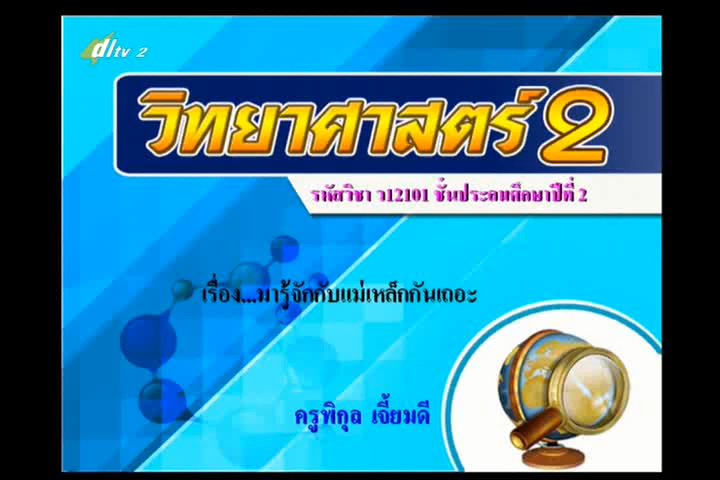 dltv 2
วิทยาศาสตร์ 2
รหัสวิชา ว12101 ชั้นประถมศึกษาปีที่ 2
เรื่อง...มารู้จักกับแม่เหล็กกันเถอะ
ครูพิกุล เจี้ยมดี